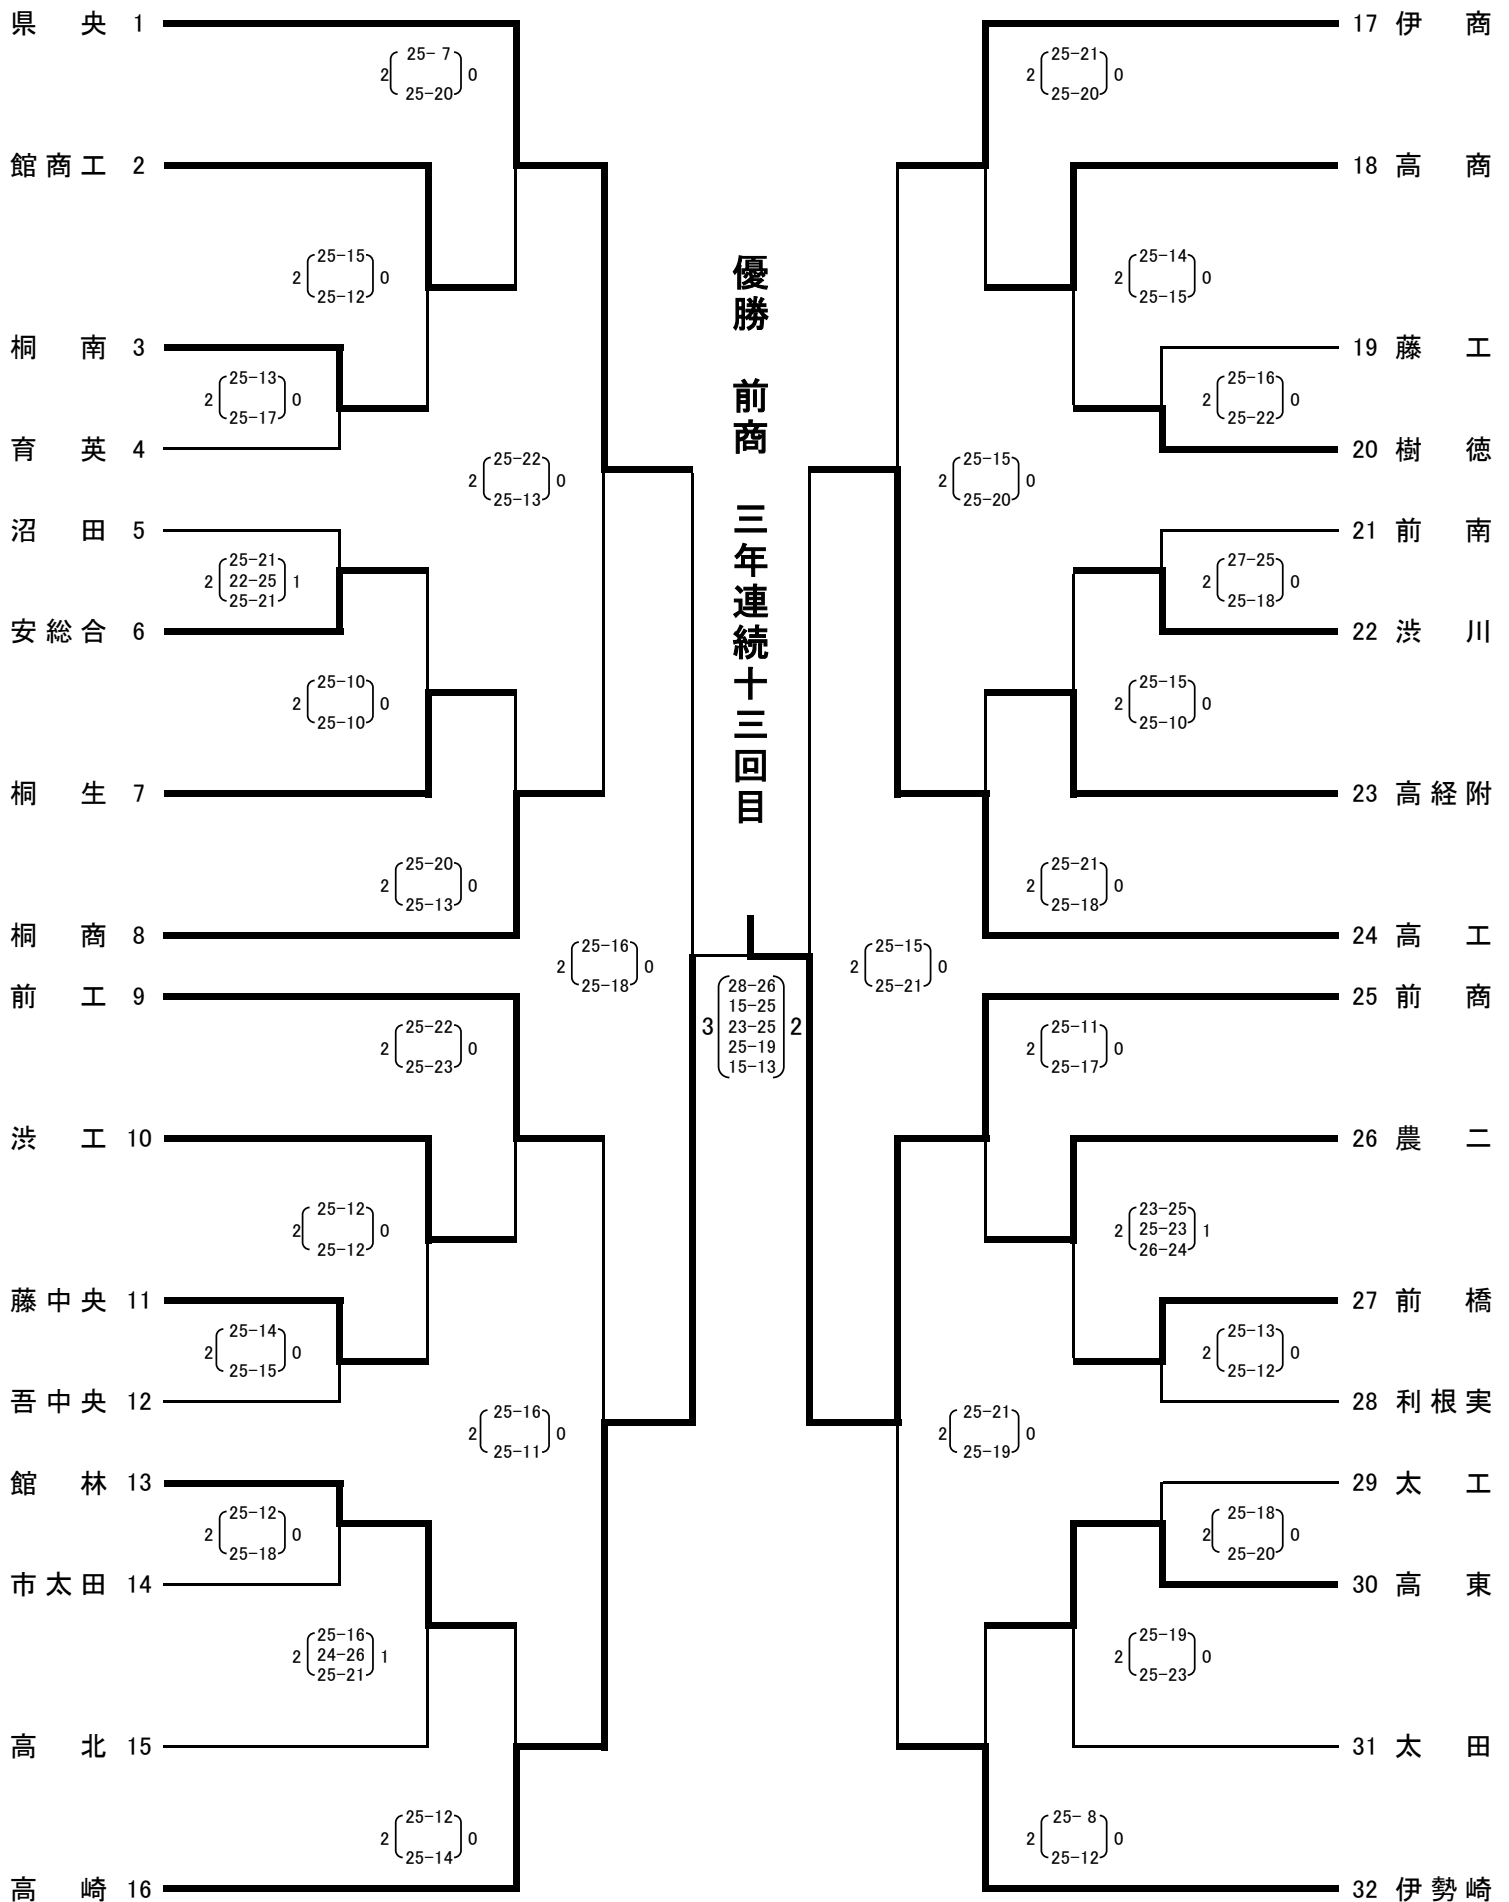 県央 1
2 25- 7 0
25-20
館商工 2
2 25-15 0
25-12
桐南 3
2 25-13 0
25-17
育英 4
2 25-22 0
25-13
沼田 5
25-21
2 22-25 1
25-21
安総合 6
2 25-10 0
25-10
桐生 7
2 25-20 0
25-13
桐商 8
2 25-16 0
25-18
前工 9
2 25-22 0
25-23
渋工 10
2 25-12 0
25-12
藤中央 11
2 25-14 0
25-15
吾中央 12
2 25-16 0
25-11
館林 13
2 25-12 0
25-18
市太田 14
25-16
2 24-26 1
25-21
高北 15
2 25-12 0
25-14
高崎 16
優勝 前商 三年連続十三回目
28-26
15-25
3 23-25 2
25-19
15-13
17 伊商
2 25-21 0
25-20
18 高商
2 25-14 0
25-15
19 藤工
2 25-16 0
25-22
20 樹徳
2 25-15 0
25-20
21 前南
2 27-25 0
25-18
22 渋川
2 25-15 0
25-10
23 高経附
2 25-21 0
25-18
24 高工
2 25-15 0
25-21
25 前商
2 25-11 0
25-17
26 農二
23-25
2 25-23 1
26-24
27 前橋
2 25-13 0
25-12
28 利根実
2 25-21 0
25-19
29 太工
2 25-18 0
25-20
30 高東
2 25-19 0
25-23
31 太田
2 25- 8 0
25-12
32 伊勢崎